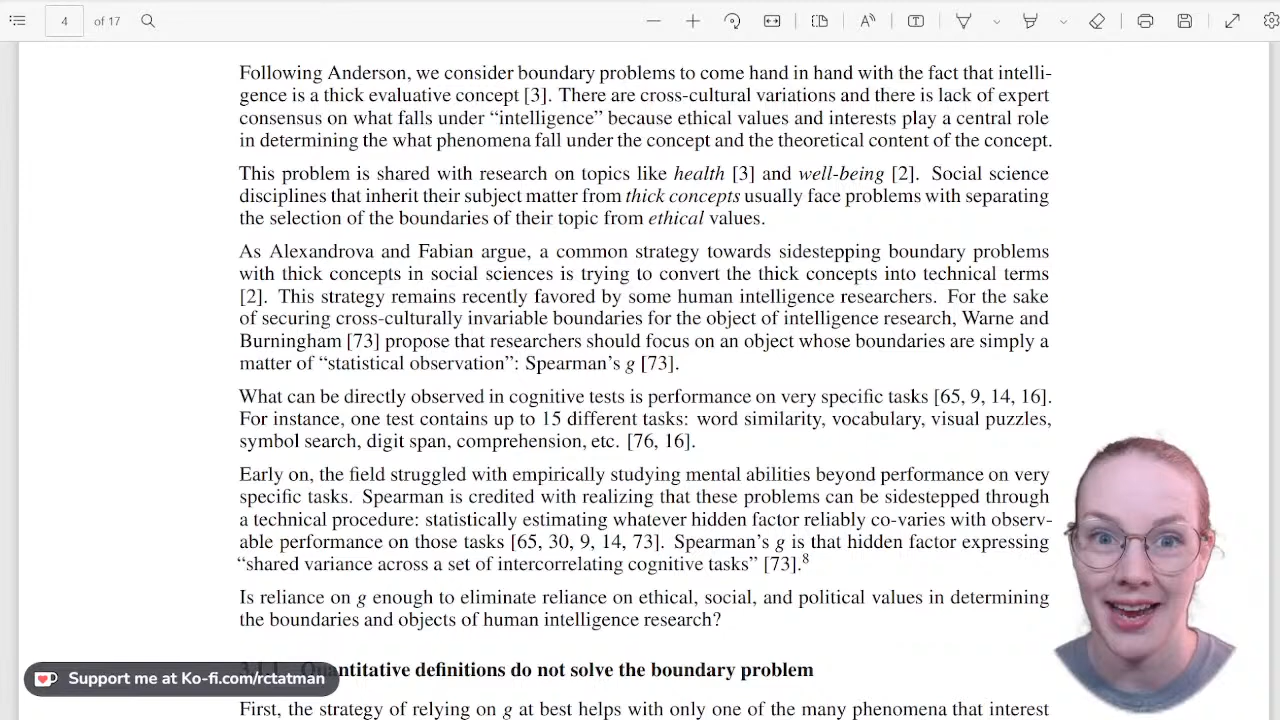 4 of 17
Following Anderson, we consider boundary problems to come hand in hand with the fact that intelli-
gence is a thick evaluative concept [3]. There are cross-cultural variations and there is lack of expert
consensus on what falls under “intelligence” because ethical values and interests play a central role
in determining the what phenomena fall under the concept and the theoretical content of the concept.
This problem is shared with research on topics like health [3] and well-being [2]. Social science
disciplines that inherit their subject matter from thick concepts usually face problems with separating
the selection of the boundaries of their topic from ethical values.
As Alexandrova and Fabian argue, a common strategy towards sidestepping boundary problems
with thick concepts in social sciences is trying to convert the thick concepts into technical terms
[2]. This strategy remains recently favored by some human intelligence researchers. For the sake
of securing cross-culturally invariable boundaries for the object of intelligence research, Warne and
Burningham [73] propose that researchers should focus on an object whose boundaries are simply a
matter of “statistical observation”: Spearman’s g [73].
What can be directly observed in cognitive tests is performance on very specific tasks [65, 9, 14, 16].
For instance, one test contains up to 15 different tasks: word similarity, vocabulary, visual puzzles,
symbol search, digit span, comprehension, etc. [76, 16].
Early on, the field struggled with empirically studying mental abilities beyond performance on very
specific tasks. Spearman is credited with realizing that these problems can be sidestepped through
a technical procedure: statistically estimating whatever hidden factor reliably co-varies with observ-
able performance on those tasks [65, 30, 9, 14, 73]. Spearman’s g is that hidden factor expressing
“shared variance across a set of intercorrelating cognitive tasks” [73].8
Is reliance on g enough to eliminate reliance on ethical, social, and political values in determining
the boundaries and objects of human intelligence research?
Quantitative definitions do not solve the boundary problem
Support me at Ko-fi.com/rctatman
First, the strategy of relying on g at best helps with only one of the many phenomena that interest